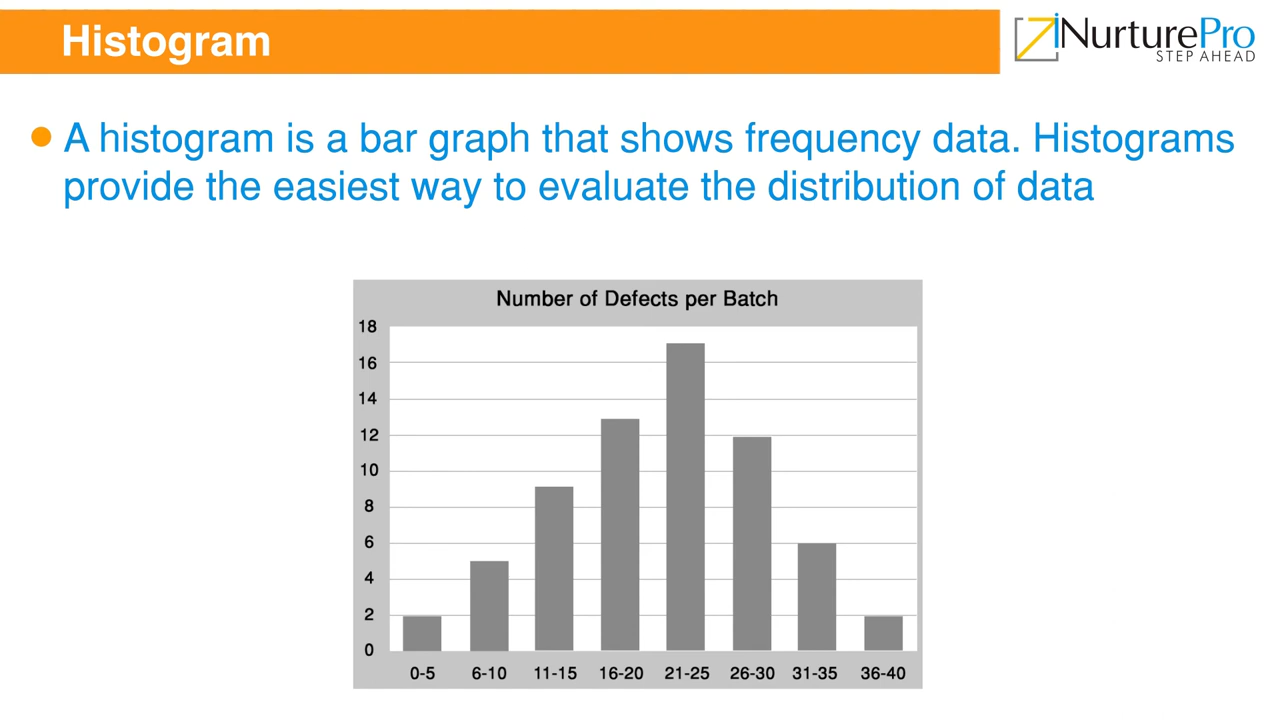 Histogram
iNurturePro
STEP AHEAD
A histogram is a bar graph that shows frequency data. Histograms
provide the easiest way to evaluate the distribution of data
Number of Defects per Batch
18
16
14
12
10
8
6
4
2
0
0-5 6-10 11-15 16-20 21-25 26-30 31-35 36-40